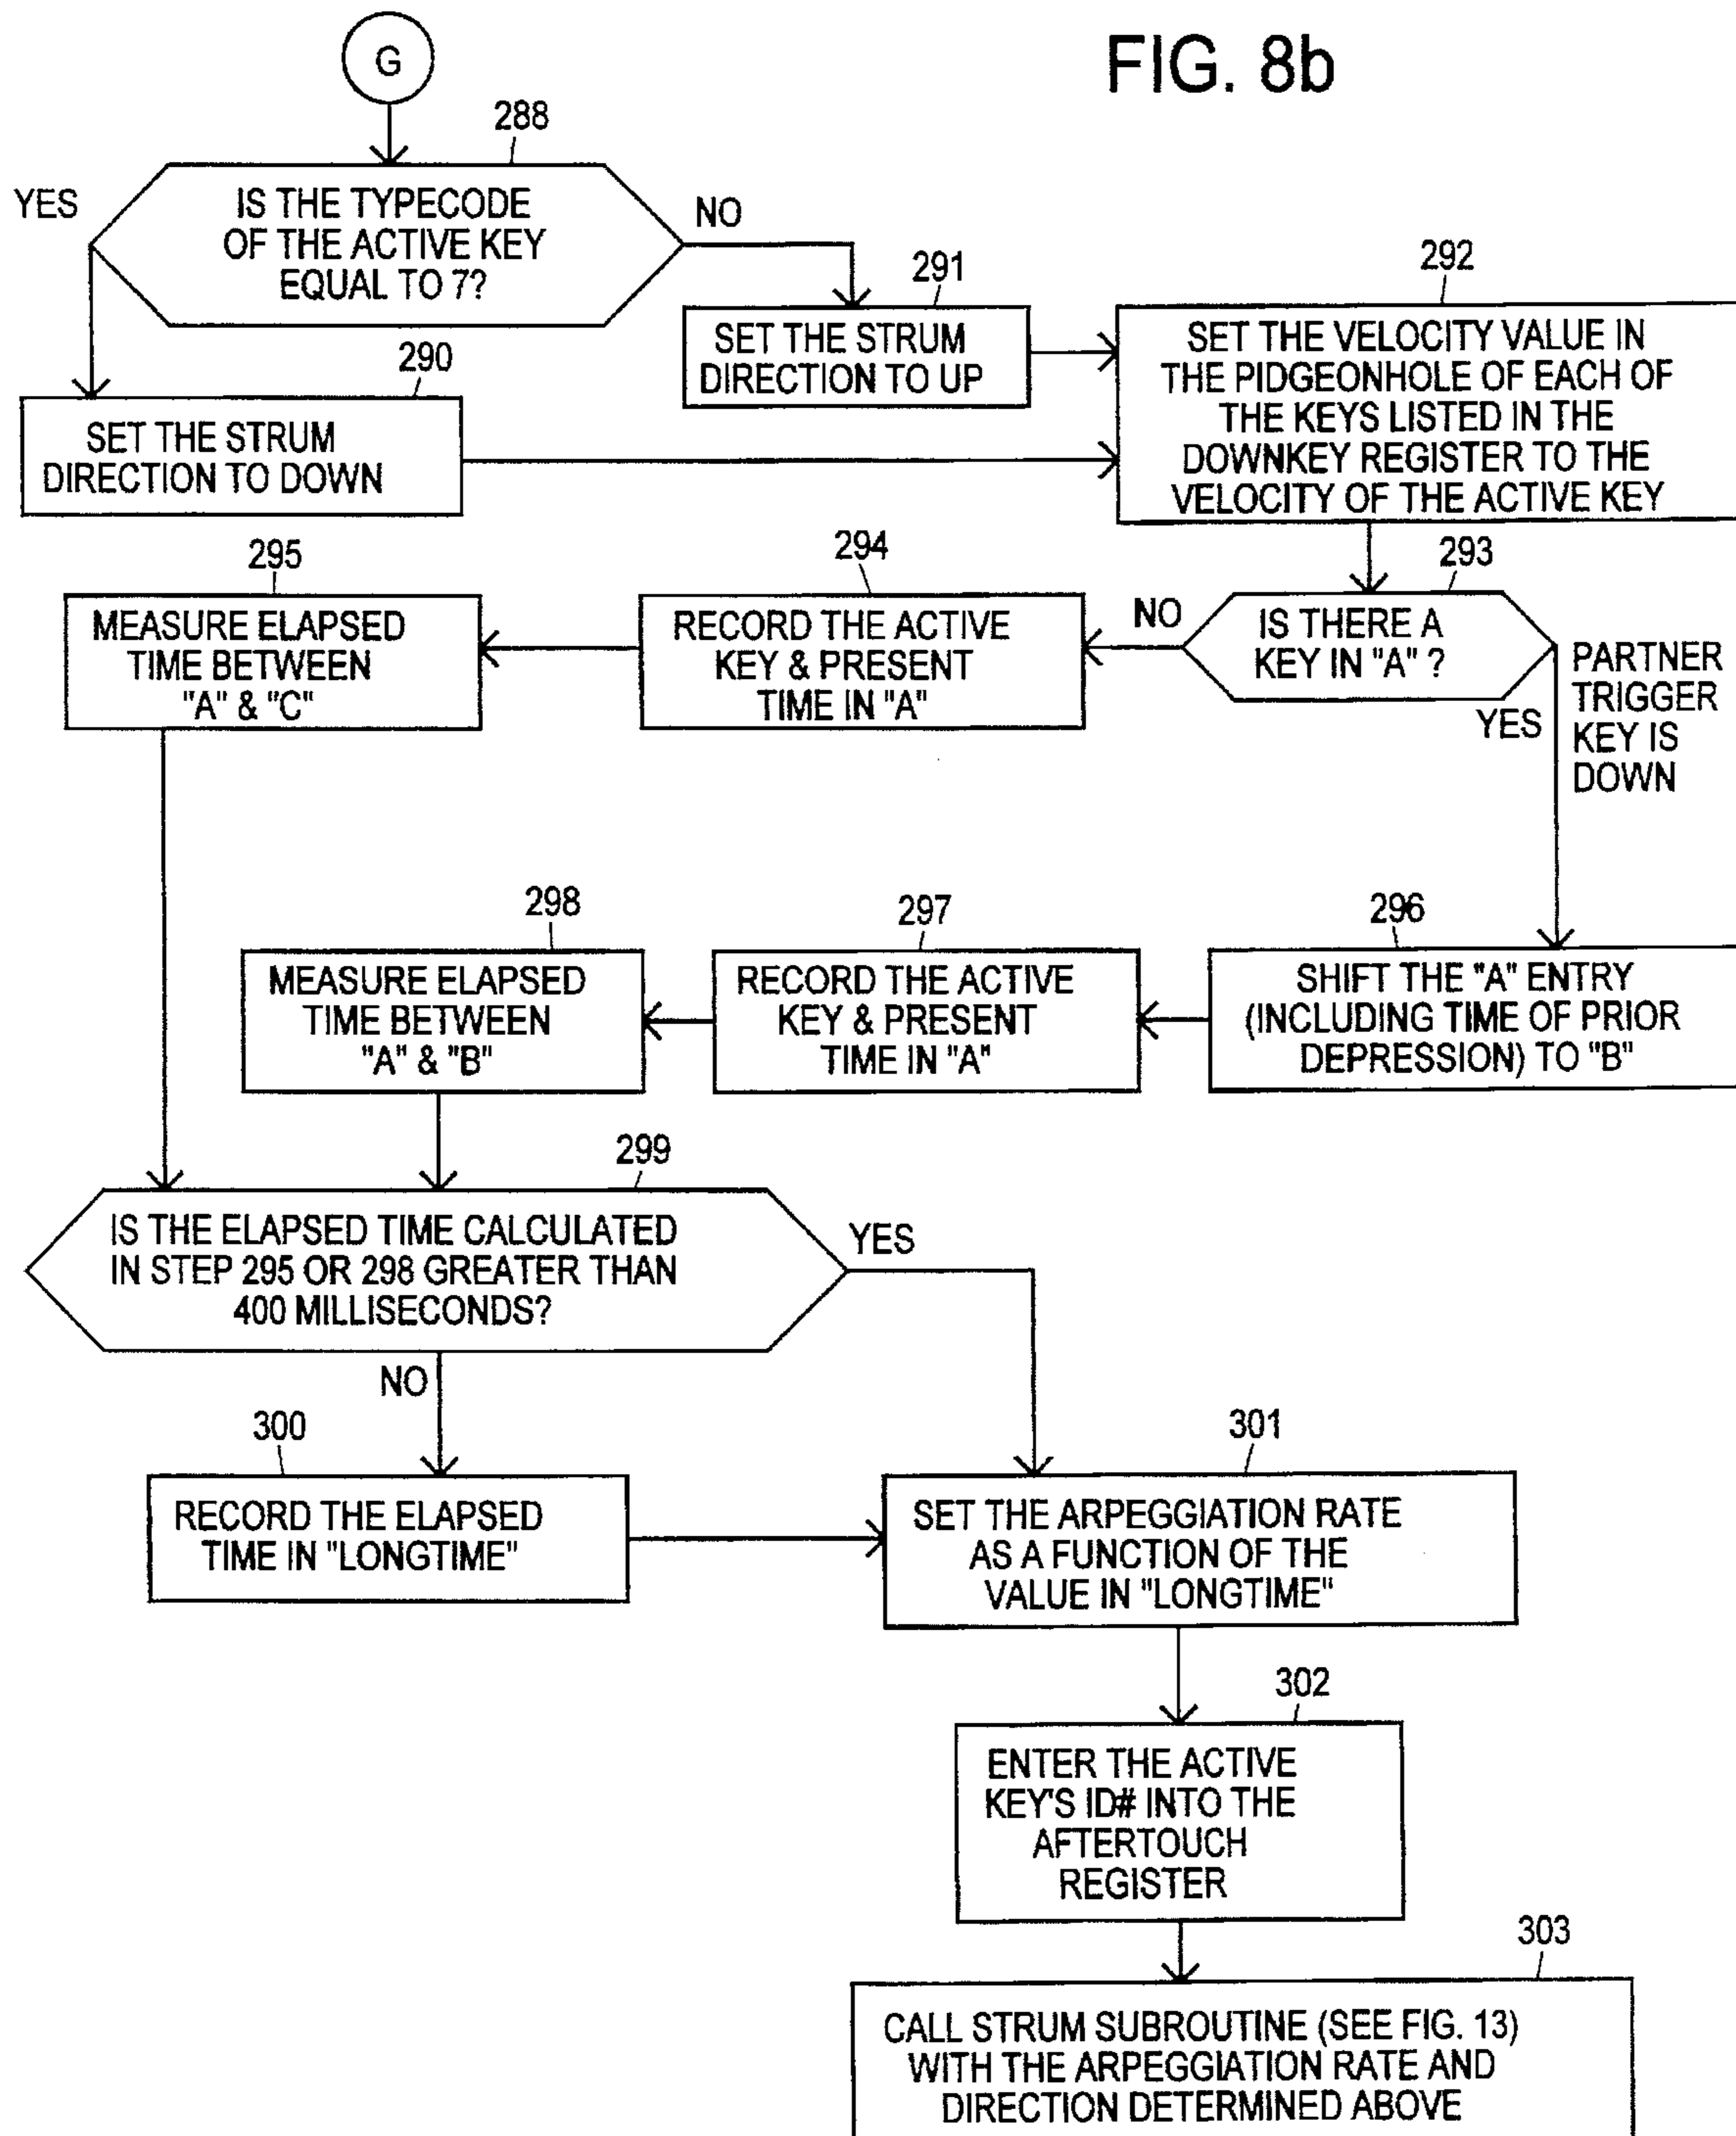 FIG. 8b
G
288
IS THE TYPECODE
OF THE ACTIVE KEY
EQUAL TO 7?
YES
NO
290
SET THE STRUM
DIRECTION TO DOWN
291
SET THE STRUM
DIRECTION TO UP
292
SET THE VELOCITY VALUE IN
THE PIDGEONHOLE OF EACH OF
THE KEYS LISTED IN THE
DOWNKEY REGISTER TO THE
VELOCITY OF THE ACTIVE KEY
293
IS THERE A
KEY IN "A" ?
NO
YES
PARTNER
TRIGGER
KEY IS
DOWN
294
RECORD THE ACTIVE
KEY & PRESENT
TIME IN "A"
295
MEASURE ELAPSED
TIME BETWEEN
"A" & "C"
296
SHIFT THE "A" ENTRY
(INCLUDING TIME OF PRIOR
DEPRESSION) TO "B"
297
RECORD THE ACTIVE
KEY & PRESENT
TIME IN "A"
298
MEASURE ELAPSED
TIME BETWEEN
"A" & "B"
299
IS THE ELAPSED TIME CALCULATED
IN STEP 295 OR 298 GREATER THAN
400 MILLISECONDS?
YES
NO
300
RECORD THE ELAPSED
TIME IN "LONGTIME"
301
SET THE ARPEGGIATION RATE
AS A FUNCTION OF THE
VALUE IN "LONGTIME"
302
ENTER THE ACTIVE
KEY'S ID# INTO THE
AFTERTOUCH
REGISTER
303
CALL STRUM SUBROUTINE (SEE FIG. 13)
WITH THE ARPEGGIATION RATE AND
DIRECTION DETERMINED ABOVE